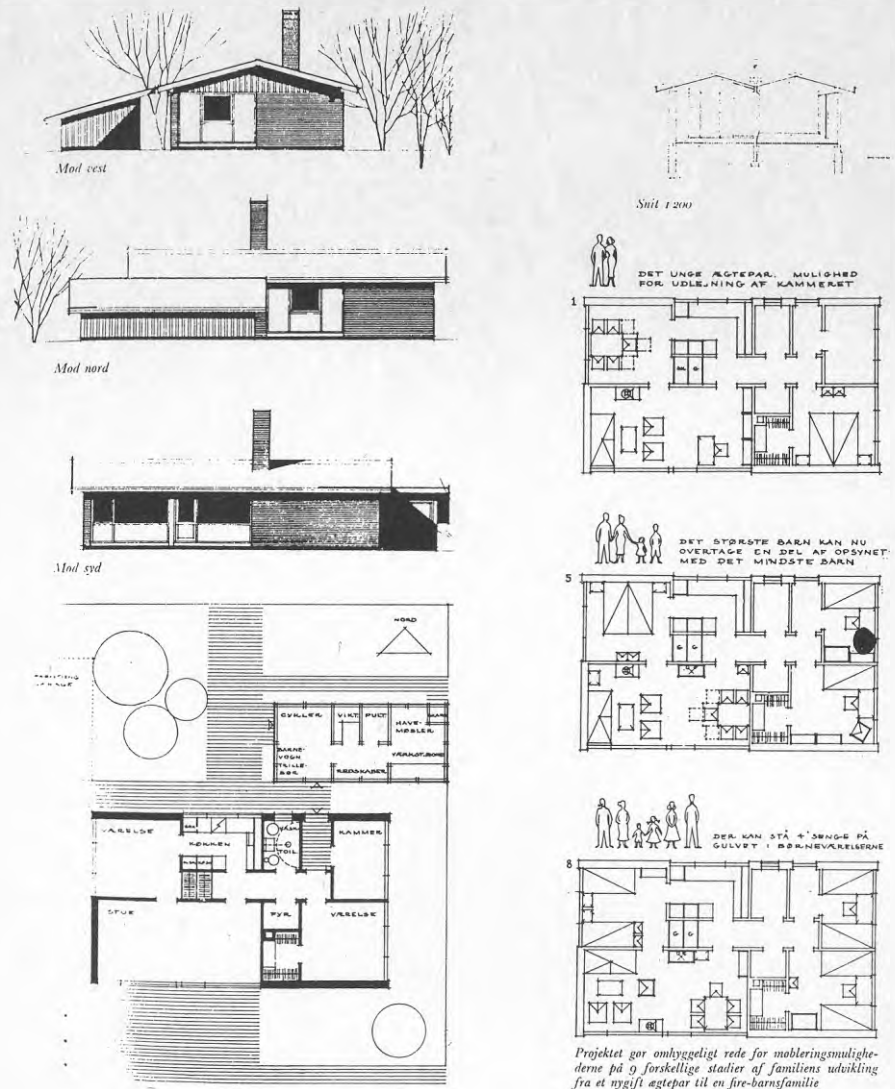 Mod vest
Mod nord
Mod syd
NORD
CYKLER
VIKT.
PULT.
HAVE-
MØBLER
BARNE-
VOGN
TRILLE-
BØR
REDSKABER
VÆRELSE
KØKKEN
TOIL.
KAMMER
STUE
FYR
VÆRELSE
Snit 1 200
DET UNGE ÆGTEPAR. MULIGHED
FOR UDLEJNING AF KAMMERET
1
DET STØRSTE BARN KAN NU
OVERTAGE EN DEL AF OPSYNET
MED DET MINDSTE BARN
5
DER KAN STÅ 4 SENGE PÅ
GULVET I BØRNEVÆRELSERNE
8
Projektet gør omhyggeligt rede for møbleringsmulighe-
derne på 9 forskellige stadier af familiens udvikling
fra et nygift ægtepar til en fire-barnsfamilie